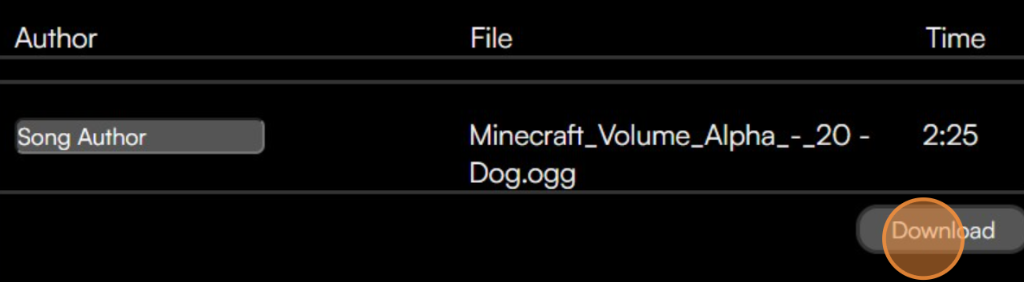 Author File Time
Song Author Minecraft_Volume_Alpha_-_20 - 2:25
Dog.ogg
Download